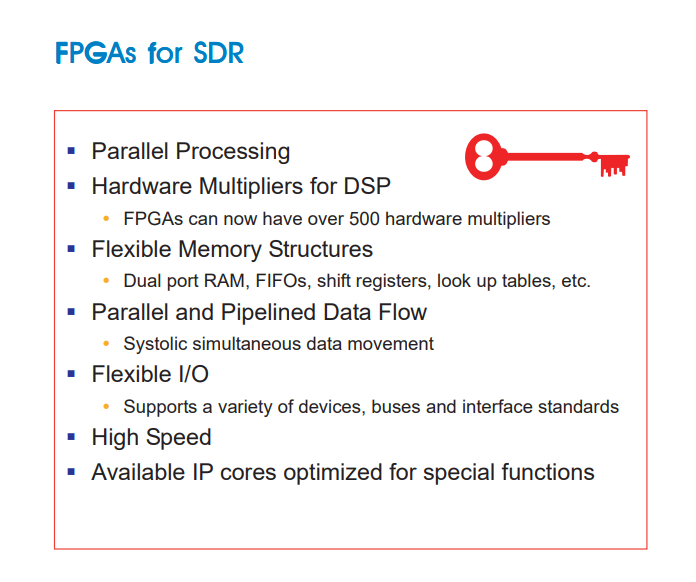 FPGAs for SDR
Parallel Processing
Hardware Multipliers for DSP
FPGAs can now have over 500 hardware multipliers
Flexible Memory Structures
Dual port RAM, FIFOs, shift registers, look up tables, etc.
Parallel and Pipelined Data Flow
Systolic simultaneous data movement
Flexible I/O
Supports a variety of devices, buses and interface standards
High Speed
Available IP cores optimized for special functions